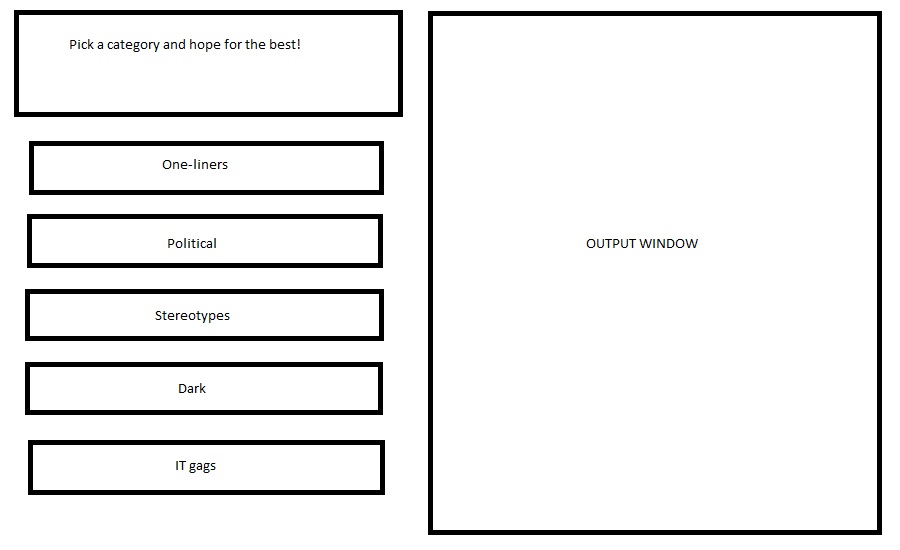 Pick a category and hope for the best!
One-liners
Political
Stereotypes
Dark
IT gags
OUTPUT WINDOW